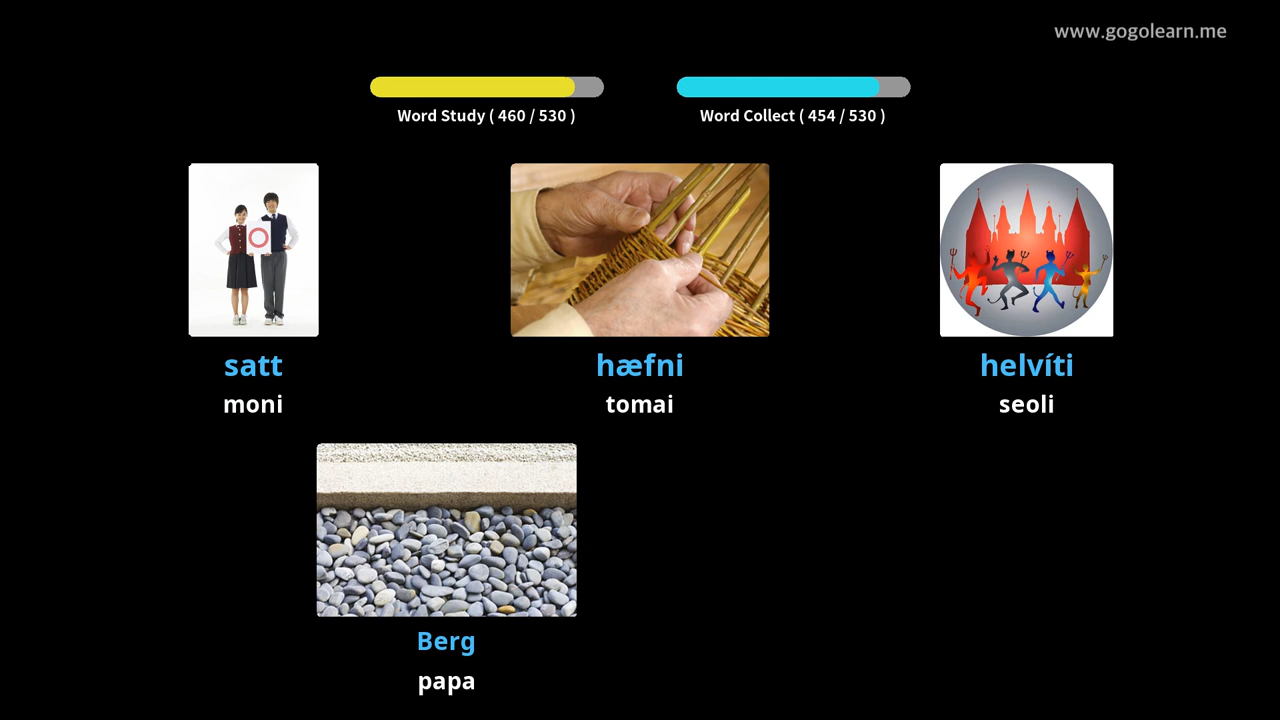 www.gogolearn.me
Word Study ( 460 / 530 )
Word Collect ( 454 / 530 )
satt
moni
hæfni
tomai
helvíti
seoli
Berg
papa